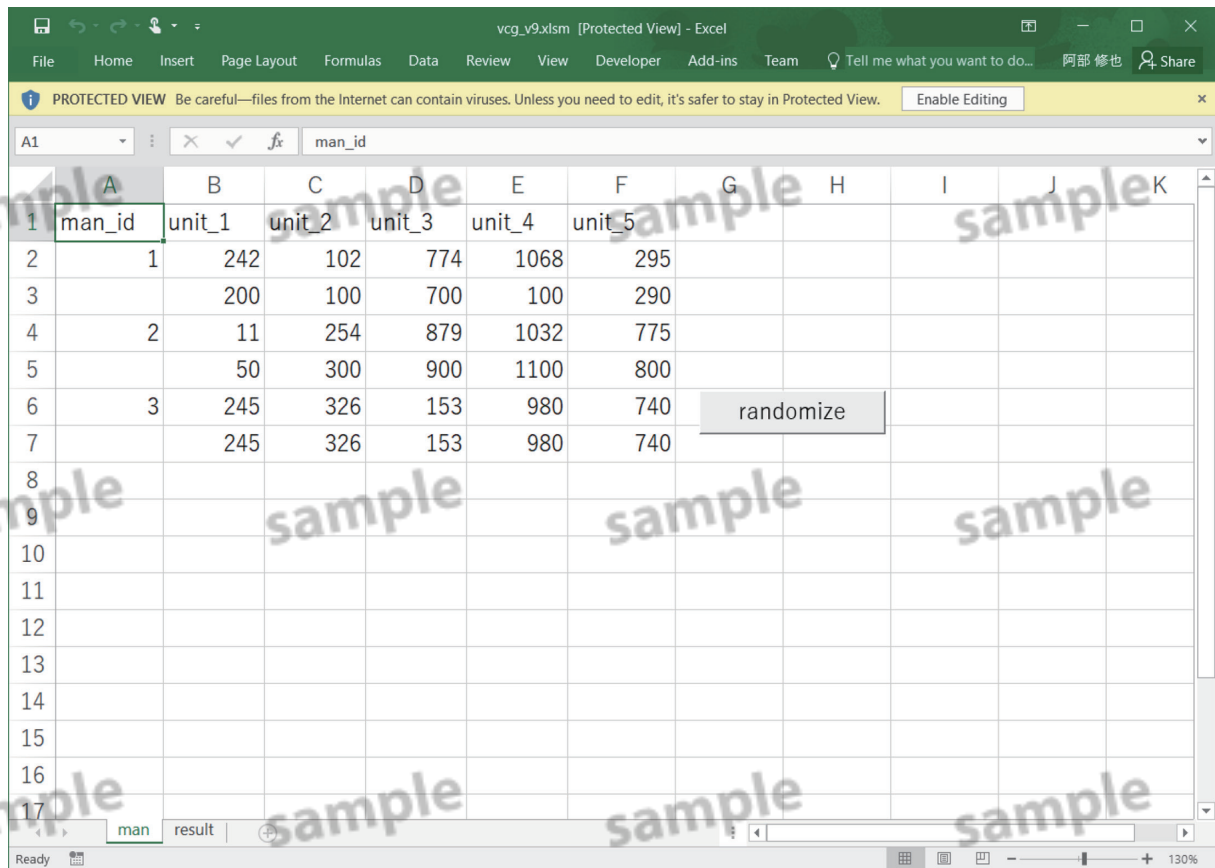 vcg_v9.xlsm [Protected View] - Excel
File Home Insert Page Layout Formulas Data Review View Developer Add-ins Team Tell me what you want to do... 阿部 修也 Share
PROTECTED VIEW Be careful—files from the Internet can contain viruses. Unless you need to edit, it's safer to stay in Protected View. Enable Editing
A1 fx man_id
A B C D E F G H I J K
1 man_id unit_1 unit_2 unit_3 unit_4 unit_5
2 1 242 102 774 1068 295
3 200 100 700 100 290
4 2 11 254 879 1032 775
5 50 300 900 1100 800
6 3 245 326 153 980 740 randomize
7 245 326 153 980 740
8
9
10
11
12
13
14
15
16
17
man result
Ready 130%
sample sample sample sample
sample sample sample sample
sample sample sample sample